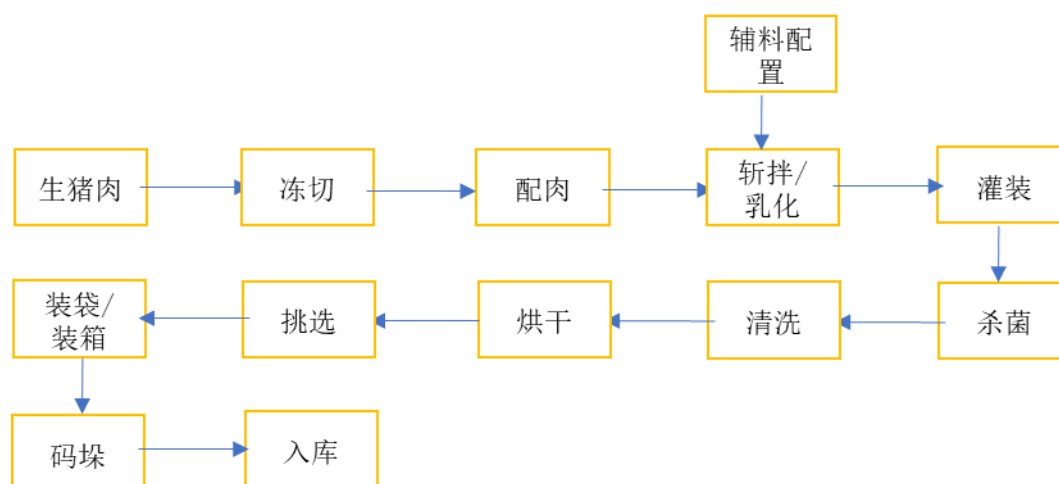 辅料配
置
生猪肉
冻切
配肉
斩拌/
乳化
灌装
杀菌
清洗
烘干
挑选
装袋/
装箱
码垛
入库